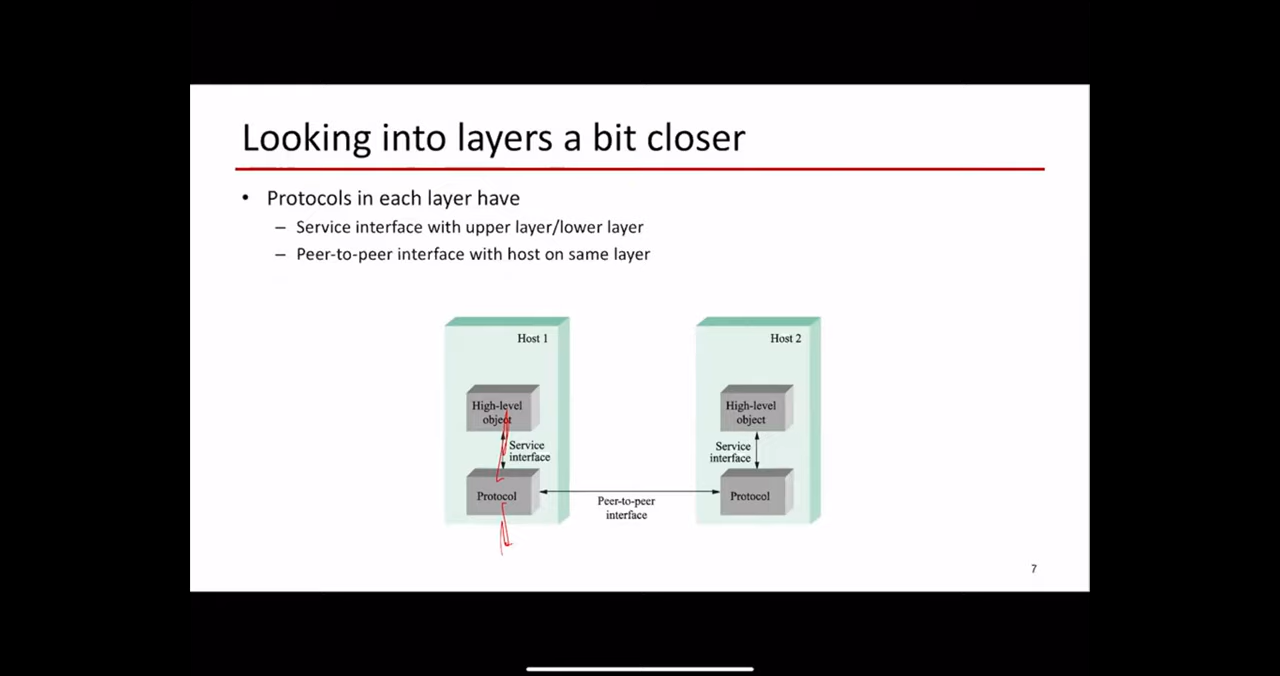 Looking into layers a bit closer
• Protocols in each layer have
– Service interface with upper layer/lower layer
– Peer-to-peer interface with host on same layer
Host 1
Host 2
High-level
object
High-level
object
Service
interface
Service
interface
Protocol
Protocol
Peer-to-peer
interface
7